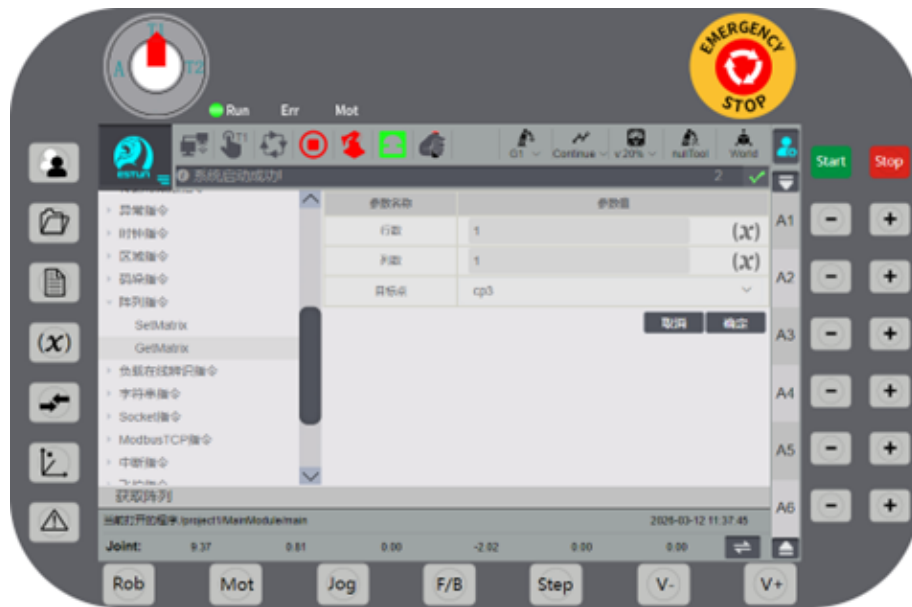 T1
A
T2
EMERGENCY
STOP
Run Err Mot
T1
G1 Continue v:20% nullTool World
ESTUN
系统启动成功! 2
Start Stop
异常指令
时钟指令
区域指令
码垛指令
阵列指令
SetMatrix
GetMatrix
负载在线辨识指令
字符串指令
Socket指令
ModbusTCP指令
中断指令
参数名称 参数值
行数 1 (x)
列数 1 (x)
目标点 cp3
取消 确定
A1 - +
A2 - +
A3 - +
A4 - +
A5 - +
A6 - +
(x)
获取阵列
当前打开的程序:/project1/MainModule/main 2026-03-12 11:37:45
Joint: 9.37 0.81 0.00 -2.02 0.00 0.00
Rob Mot Jog F/B Step V- V+